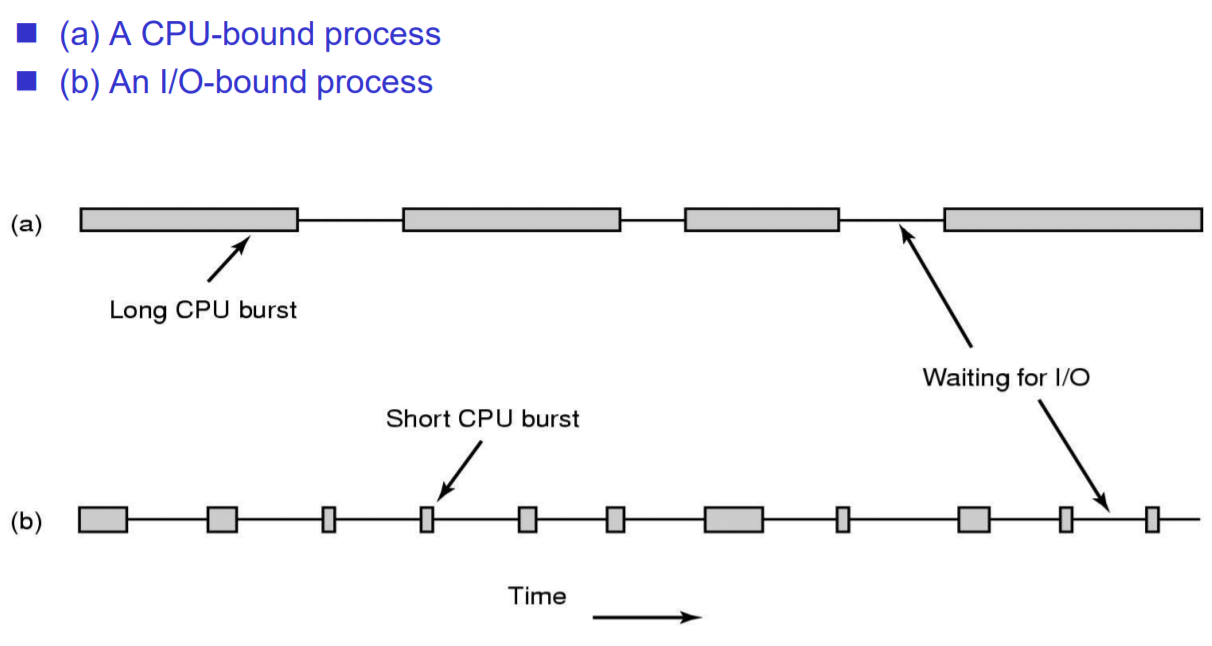 (a) A CPU-bound process
(b) An I/O-bound process
(a)
Long CPU burst
Waiting for I/O
Short CPU burst
(b)
Time